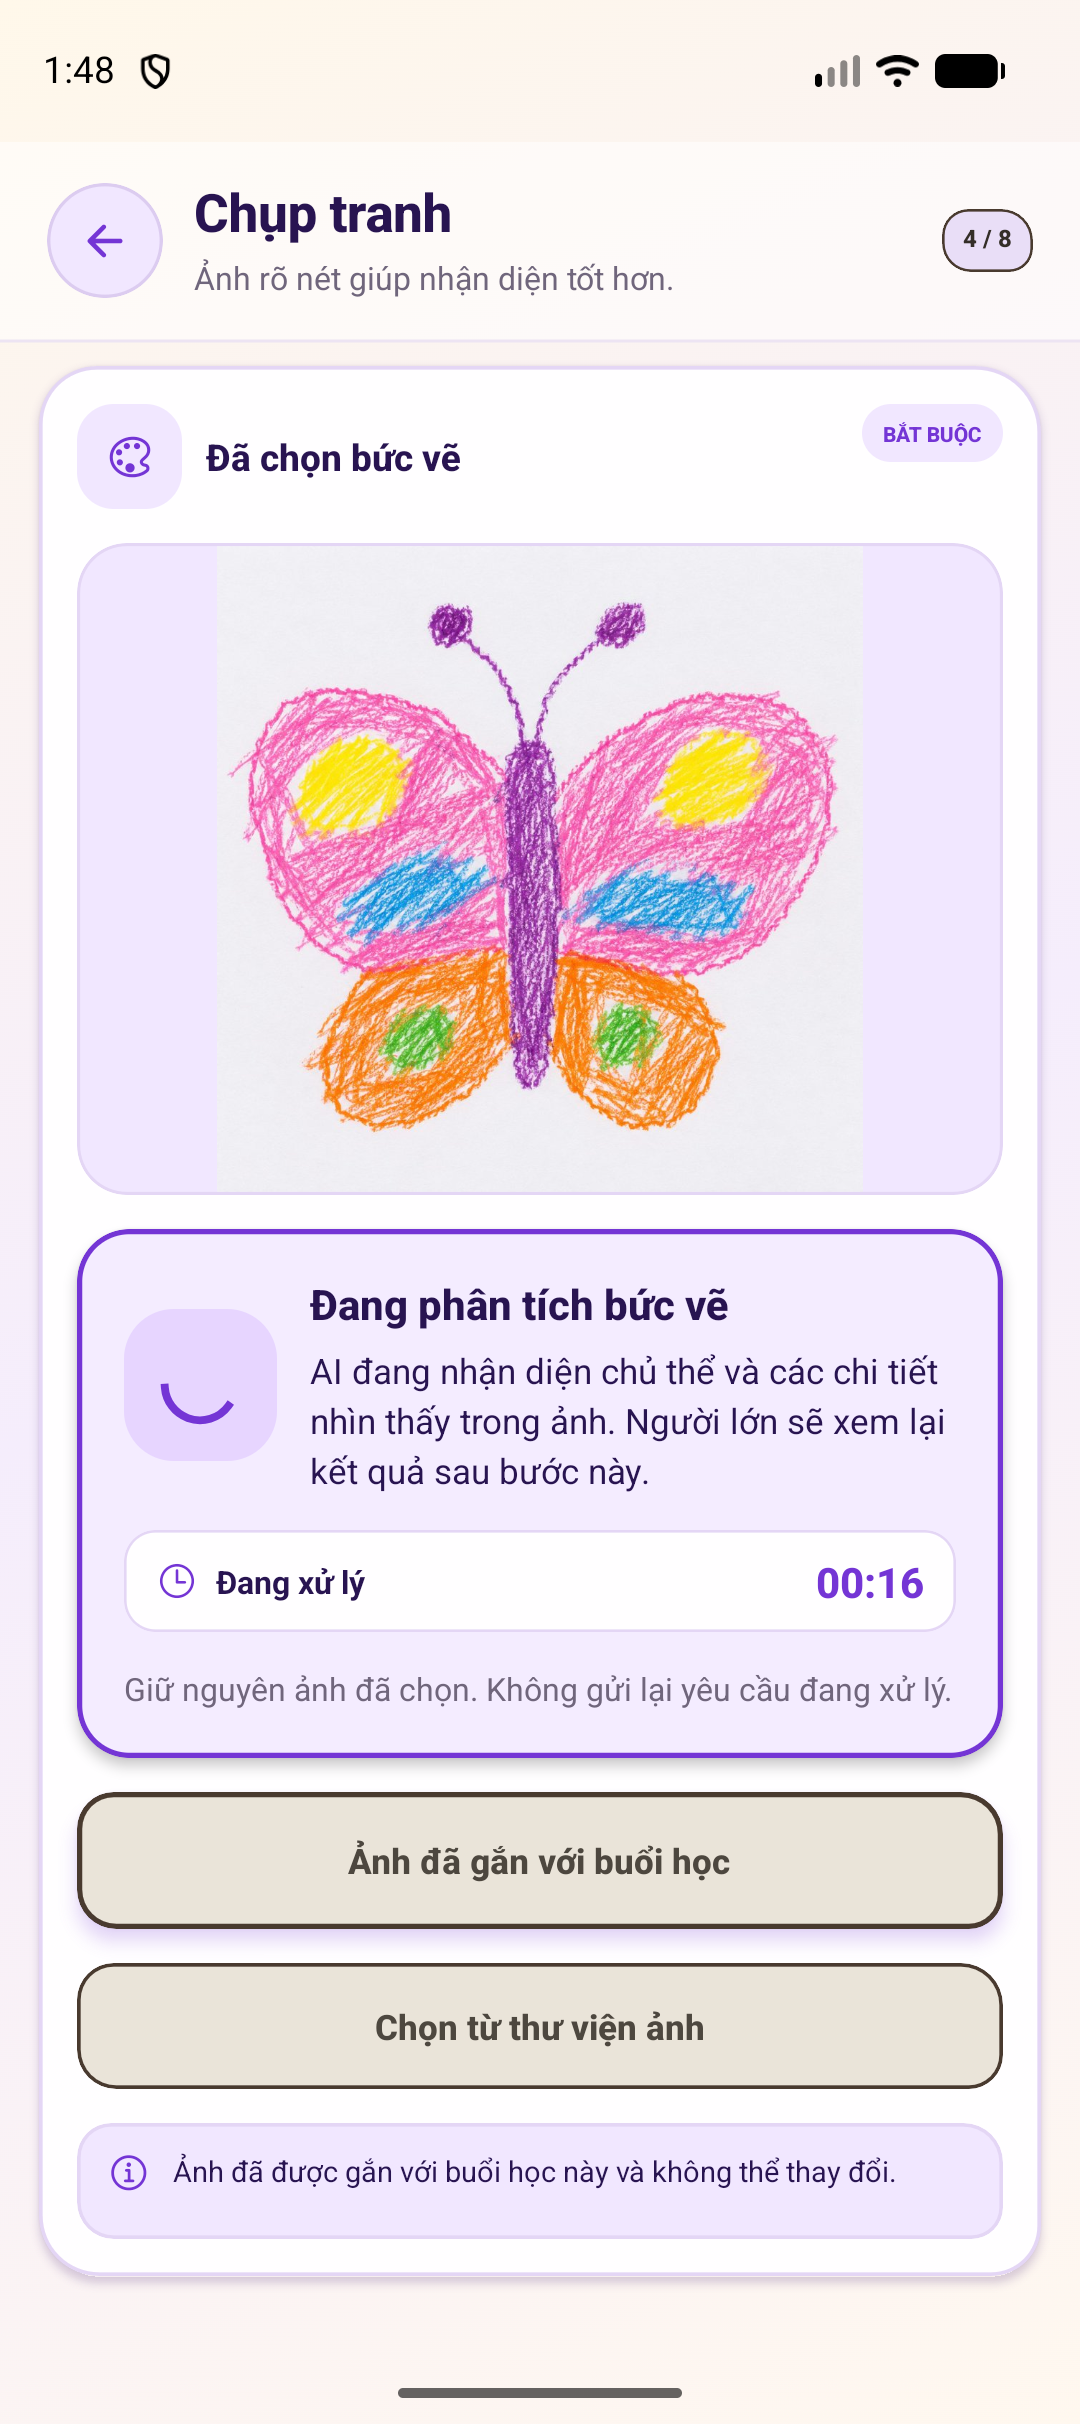 1:48
Chụp tranh
Ảnh rõ nét giúp nhận diện tốt hơn.
4 / 8
Đã chọn bức vẽ
BẮT BUỘC
Đang phân tích bức vẽ
AI đang nhận diện chủ thể và các chi tiết
nhìn thấy trong ảnh. Người lớn sẽ xem lại
kết quả sau bước này.
Đang xử lý
00:16
Giữ nguyên ảnh đã chọn. Không gửi lại yêu cầu đang xử lý.
Ảnh đã gắn với buổi học
Chọn từ thư viện ảnh
Ảnh đã được gắn với buổi học này và không thể thay đổi.